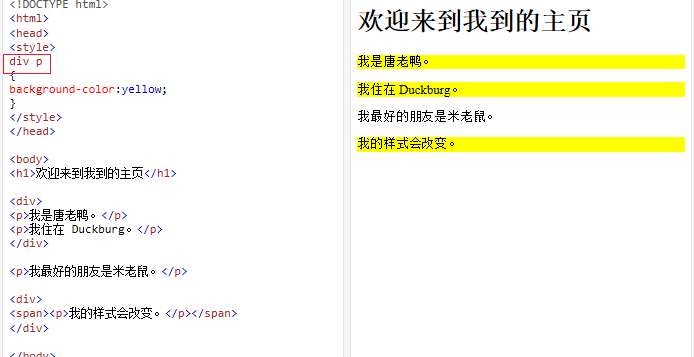 <!DOCTYPE html>
<html>
<head>
<style>
div p
{
background-color:yellow;
}
</style>
</head>
<body>
<h1>欢迎来到我到的主页</h1>
<div>
<p>我是唐老鸭。</p>
<p>我住在 Duckburg。</p>
</div>
<p>我最好的朋友是米老鼠。</p>
<div>
<span><p>我的样式会改变。</p></span>
</div>
</body>
欢迎来到我到的主页
我是唐老鸭。
我住在 Duckburg。
我最好的朋友是米老鼠。
我的样式会改变。